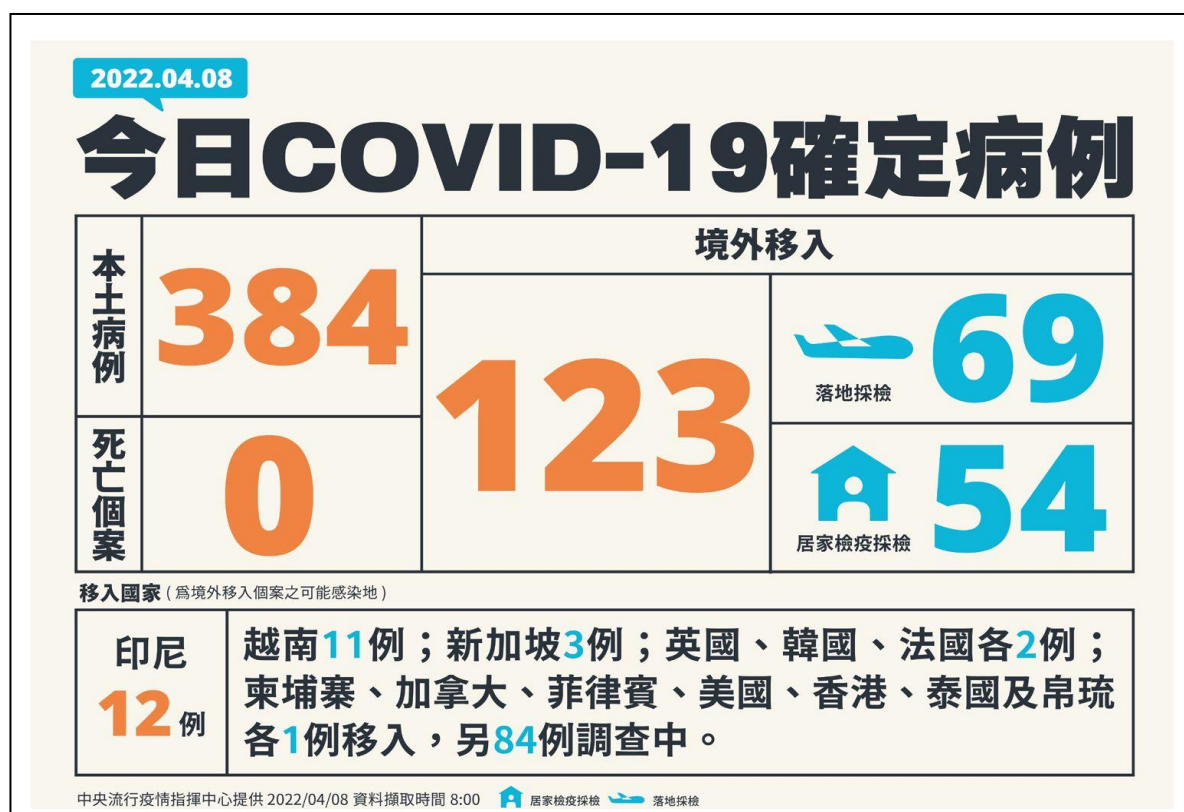 2022.04.08
今日COVID-19確定病例
本土病例
384
境外移入
123
落地採檢
69
死亡個案
0
居家檢疫採檢
54
移入國家(為境外移入個案之可能感染地)
印尼
12例
越南11例；新加坡3例；英國、韓國、法國各2例；
柬埔寨、加拿大、菲律賓、美國、香港、泰國及帛琉
各1例移入，另84例調查中。
中央流行疫情指揮中心提供 2022/04/08 資料擷取時間 8:00 居家檢疫採檢 落地採檢